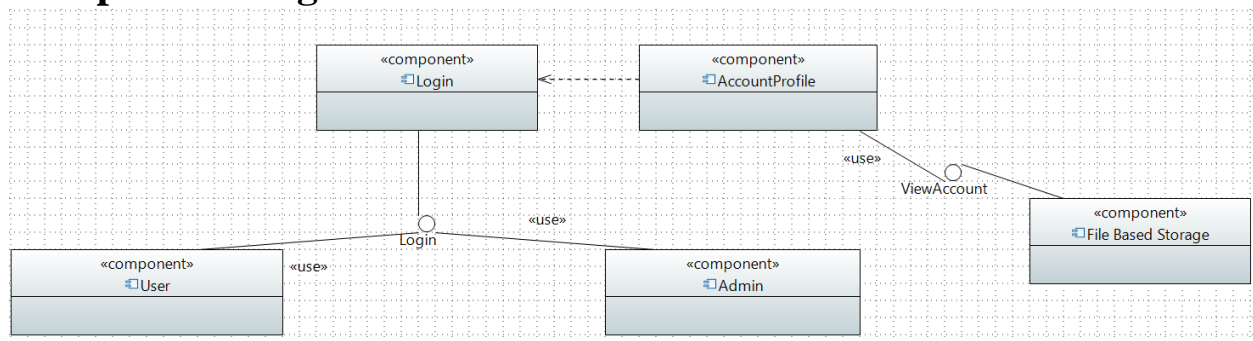 «component»
Login
«component»
AccountProfile
«use»
ViewAccount
«component»
File Based Storage
«use»
Login
«component»
User
«use»
«component»
Admin